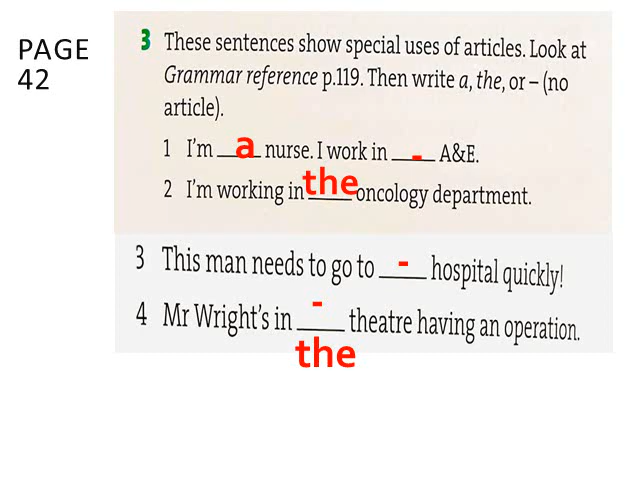 PAGE
42
3 These sentences show special uses of articles. Look at
Grammar reference p.119. Then write a, the, or – (no
article).
1 I'm a nurse. I work in - A&E.
2 I'm working in the oncology department.
3 This man needs to go to - hospital quickly!
4 Mr Wright's in - theatre having an operation.
the